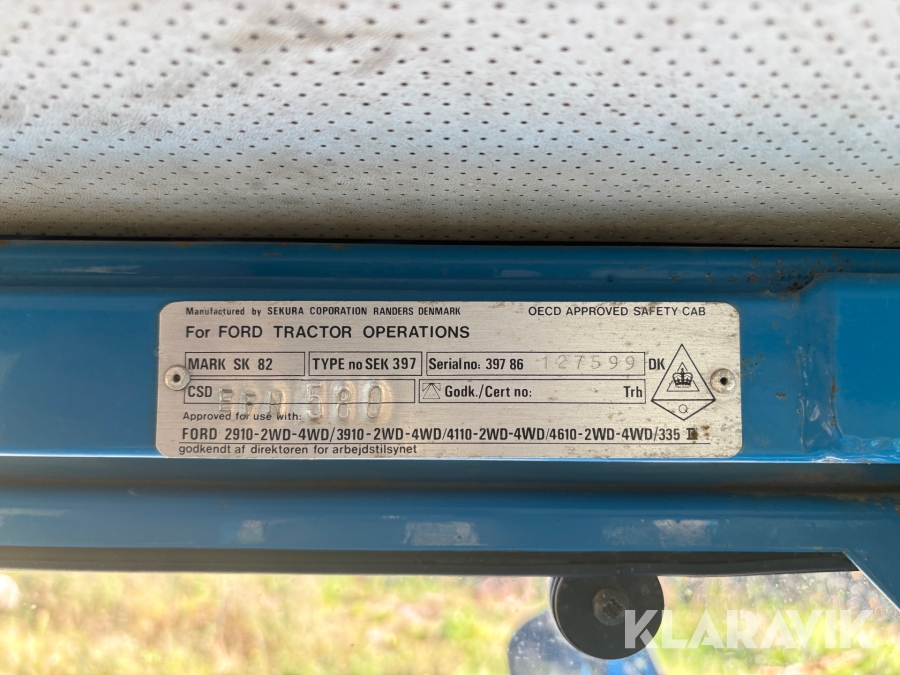 Manufactured by SEKURA COPORATION RANDERS DENMARK OECD APPROVED SAFETY CAB
For FORD TRACTOR OPERATIONS
MARK SK 82 TYPE no SEK 397 Serial no: 397 86 127599 DK
CSD 580 Godk./Cert no: Trh
Q
Approved for use with:
FORD 2910-2WD-4WD/3910-2WD-4WD/4110-2WD-4WD/4610-2WD-4WD/335
godkendt af direktøren for arbejdstilsynet
KLARAVIK